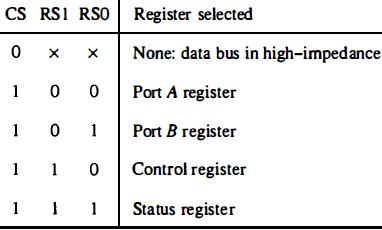 CS RS1 RS0 Register selected
0 × × None: data bus in high-impedance
1 0 0 Port A register
1 0 1 Port B register
1 1 0 Control register
1 1 1 Status register